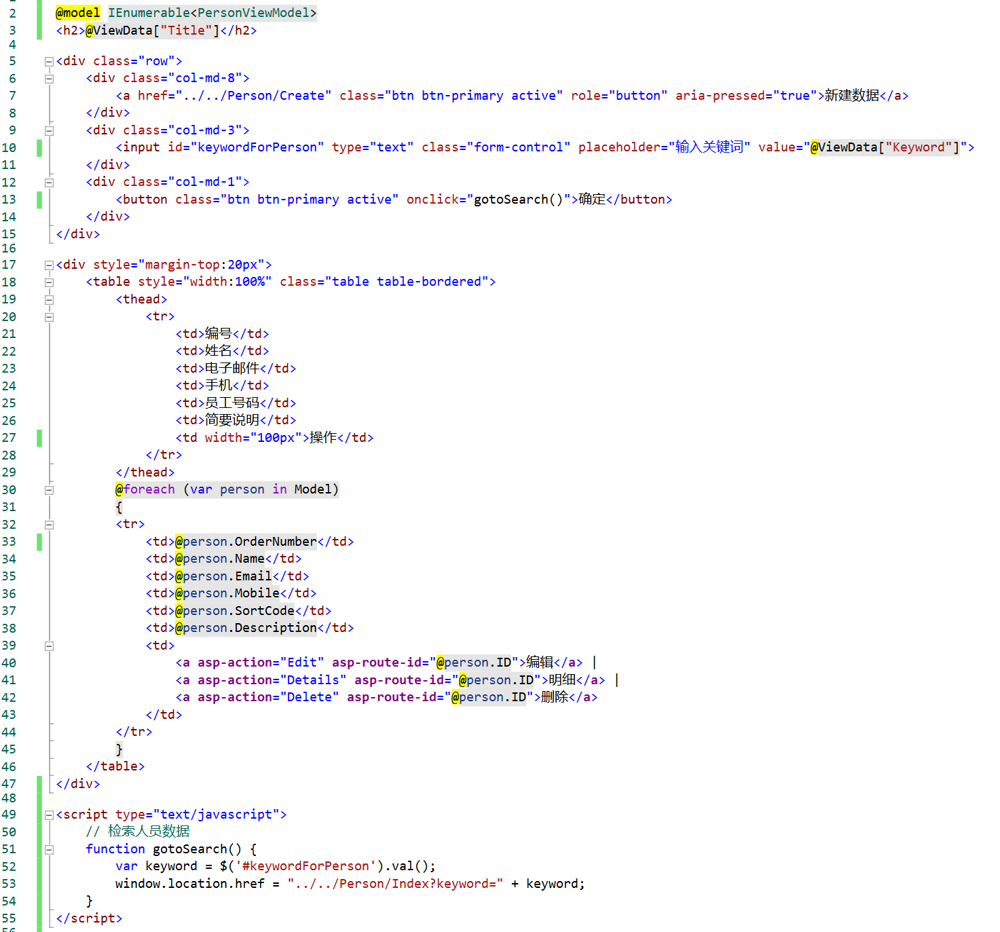 2 @model IEnumerable<PersonViewModel>
3 <h2>@ViewData["Title"]</h2>
4
5 <div class="row">
6     <div class="col-md-8">
7         <a href="../../Person/Create" class="btn btn-primary active" role="button" aria-pressed="true">新建数据</a>
8     </div>
9     <div class="col-md-3">
10         <input id="keywordForPerson" type="text" class="form-control" placeholder="输入关键词" value="@ViewData["Keyword"]">
11     </div>
12     <div class="col-md-1">
13         <button class="btn btn-primary active" onclick="gotoSearch()">确定</button>
14     </div>
15 </div>
16
17 <div style="margin-top:20px">
18     <table style="width:100%" class="table table-bordered">
19         <thead>
20             <tr>
21                 <td>编号</td>
22                 <td>姓名</td>
23                 <td>电子邮件</td>
24                 <td>手机</td>
25                 <td>员工号码</td>
26                 <td>简要说明</td>
27                 <td width="100px">操作</td>
28             </tr>
29         </thead>
30         @foreach (var person in Model)
31         {
32         <tr>
33             <td>@person.OrderNumber</td>
34             <td>@person.Name</td>
35             <td>@person.Email</td>
36             <td>@person.Mobile</td>
37             <td>@person.SortCode</td>
38             <td>@person.Description</td>
39             <td>
40                 <a asp-action="Edit" asp-route-id="@person.ID">编辑</a> |
41                 <a asp-action="Details" asp-route-id="@person.ID">明细</a> |
42                 <a asp-action="Delete" asp-route-id="@person.ID">删除</a>
43             </td>
44         </tr>
45         }
46     </table>
47 </div>
48
49 <script type="text/javascript">
50     // 检索人员数据
51     function gotoSearch() {
52         var keyword = $('#keywordForPerson').val();
53         window.location.href = "../../Person/Index?keyword=" + keyword;
54     }
55 </script>